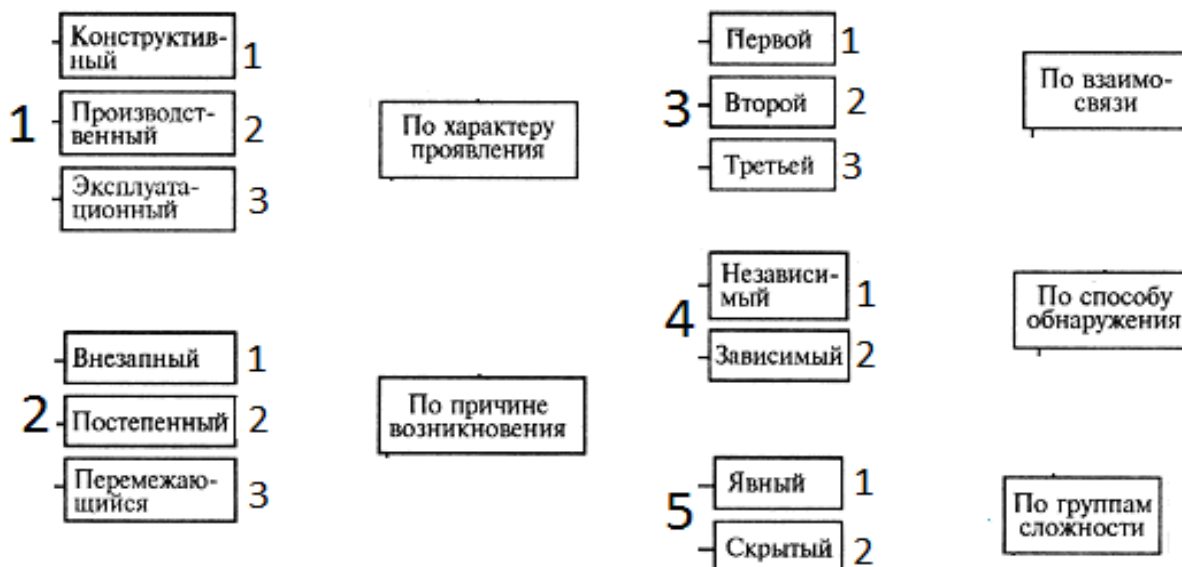 Конструктив-
ный
1
1
Производст-
венный
2
Эксплуата-
ционный
3
По характеру
проявления
2
Внезапный
1
Постепенный
2
Перемежаю-
щийся
3
По причине
возникновения
3
Первой
1
Второй
2
Третьей
3
По взаимо-
связи
4
Независи-
мый
1
Зависимый
2
По способу
обнаружения
5
Явный
1
Скрытый
2
По группам
сложности